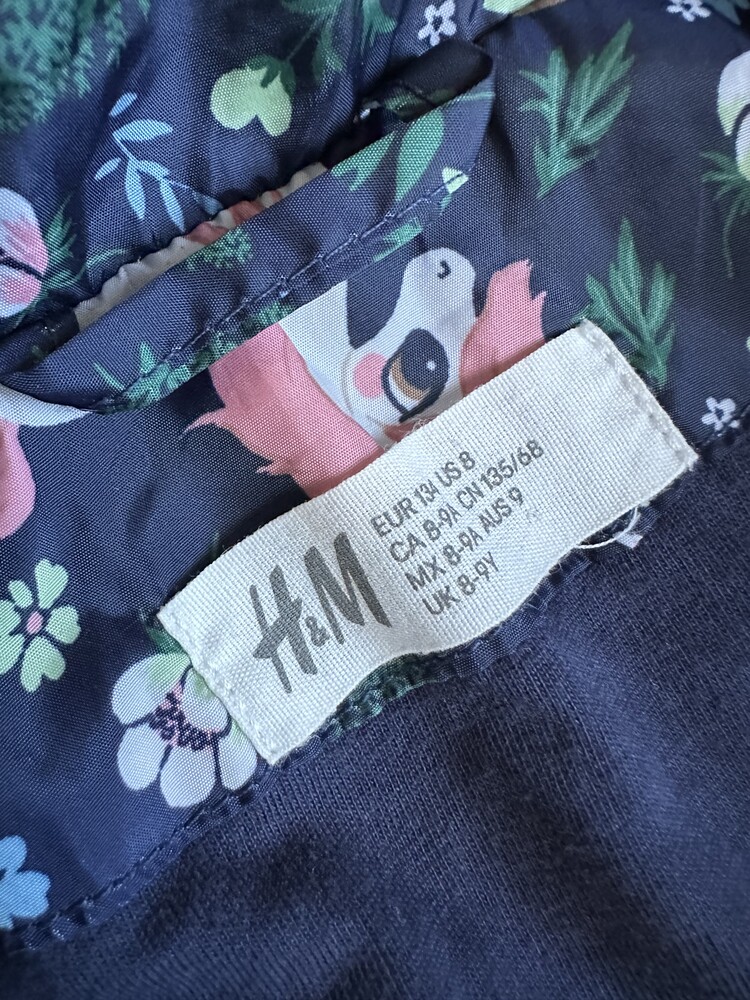 H&M
EUR 134 US 8
CA 8-9A CN 135/68
MX 8-9A AUS 9
UK 8-9Y